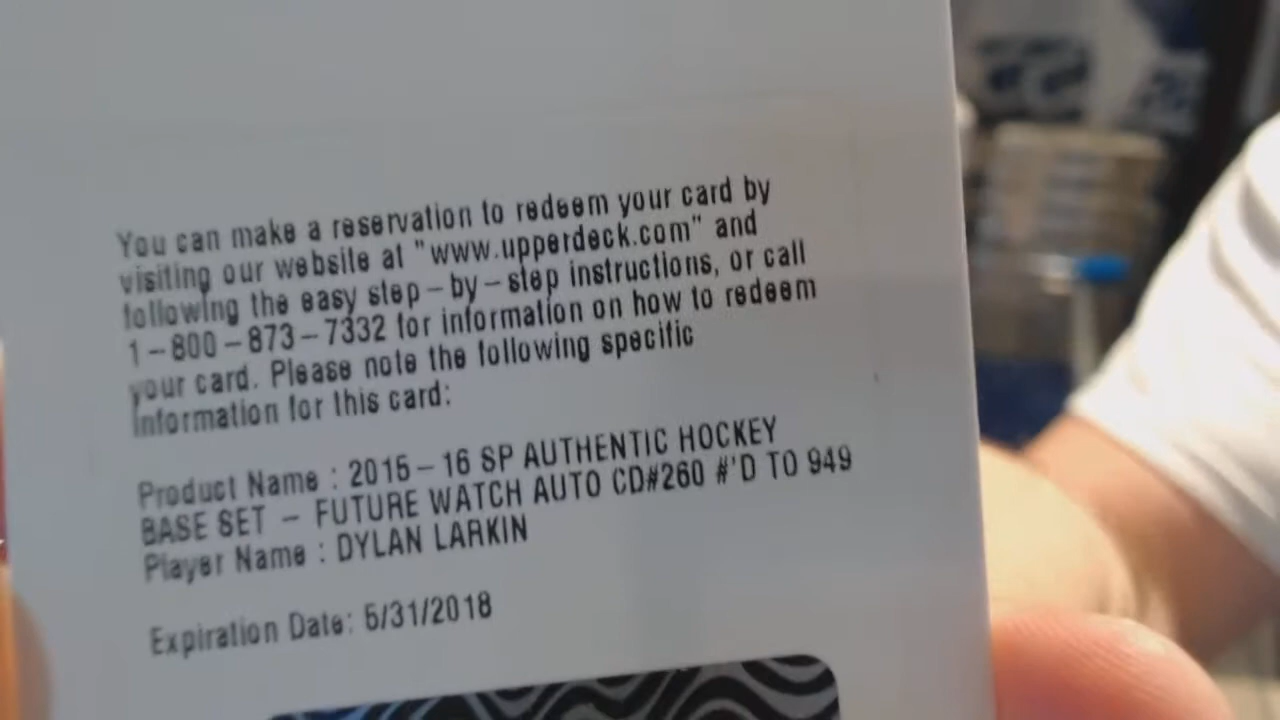 You can make a reservation to redeem your card by
visiting our website at "www.upperdeck.com" and
following the easy step-by-step instructions, or call
1-800-873-7332 for information on how to redeem
your card. Please note the following specific
information for this card:
Product Name : 2015-16 SP AUTHENTIC HOCKEY
BASE SET - FUTURE WATCH AUTO CD#260 #'D TO 949
Player Name : DYLAN LARKIN
Expiration Date: 5/31/2018